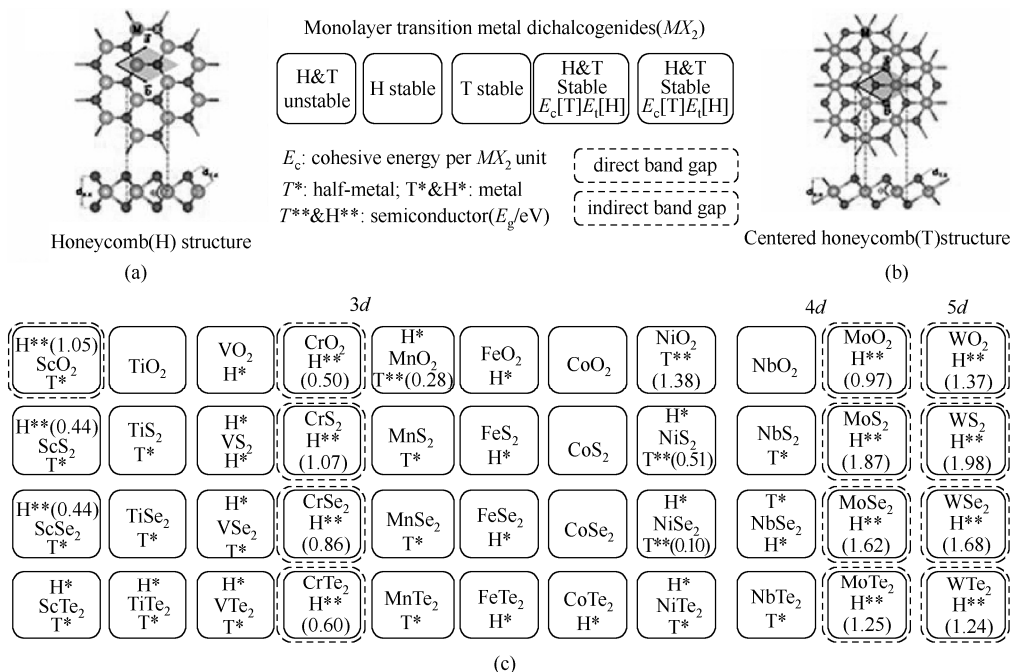 Monolayer transition metal dichalcogenides(MX2)
H&T
unstable
H stable
T stable
H&T
Stable
Ec[T]Et[H]
H&T
Stable
Ec[T]Et[H]
Ec: cohesive energy per MX2 unit
T*: half-metal; T*&H*: metal
T**&H**: semiconductor(Eg/eV)
direct band gap
indirect band gap
Honeycomb(H) structure
(a)
Centered honeycomb(T)structure
(b)
3d
4d
5d
H**(1.05)
ScO2
T*
TiO2
VO2
H*
CrO2
H**
(0.50)
H*
MnO2
T**(0.28)
FeO2
H*
CoO2
NiO2
T**
(1.38)
NbO2
MoO2
H**
(0.97)
WO2
H**
(1.37)
H**(0.44)
ScS2
T*
TiS2
T*
H*
VS2
H*
CrS2
H**
(1.07)
MnS2
T*
FeS2
H*
CoS2
H*
NiS2
T**(0.51)
NbS2
T*
MoS2
H**
(1.87)
WS2
H**
(1.98)
H**(0.44)
ScSe2
T*
TiSe2
T*
H*
VSe2
T*
CrSe2
H**
(0.86)
MnSe2
T*
FeSe2
H*
CoSe2
H*
NiSe2
T**(0.10)
T*
NbSe2
H*
MoSe2
H**
(1.62)
WSe2
H**
(1.68)
H*
ScTe2
T*
H*
TiTe2
T*
H*
VTe2
T*
CrTe2
H**
(0.60)
MnTe2
T*
FeTe2
H*
CoTe2
H*
H*
NiTe2
T*
NbTe2
T*
MoTe2
H**
(1.25)
WTe2
H**
(1.24)
(c)